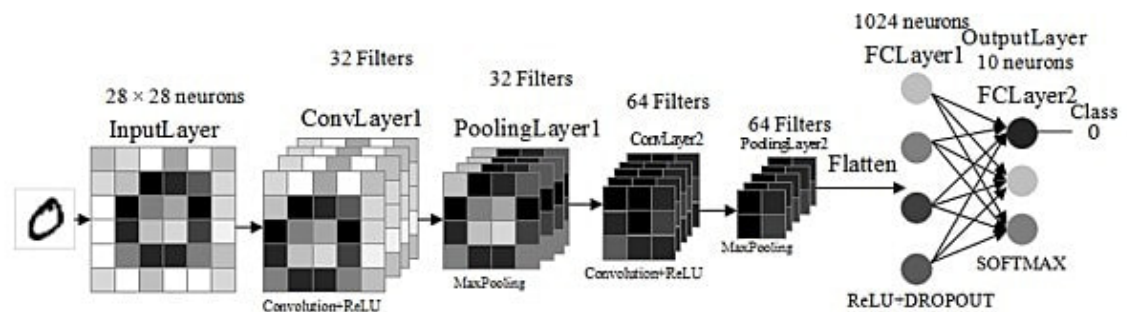 28 × 28 neurons
InputLayer
32 Filters
ConvLayer1
Convolution+ReLU
32 Filters
PoolingLayer1
MaxPooling
64 Filters
ConvLayer2
Convolution+ReLU
64 Filters
PoolingLayer2
MaxPooling
Flatten
1024 neurons
FCLayer1
ReLU+DROPOUT
OutputLayer
10 neurons
FCLayer2
SOFTMAX
Class
0